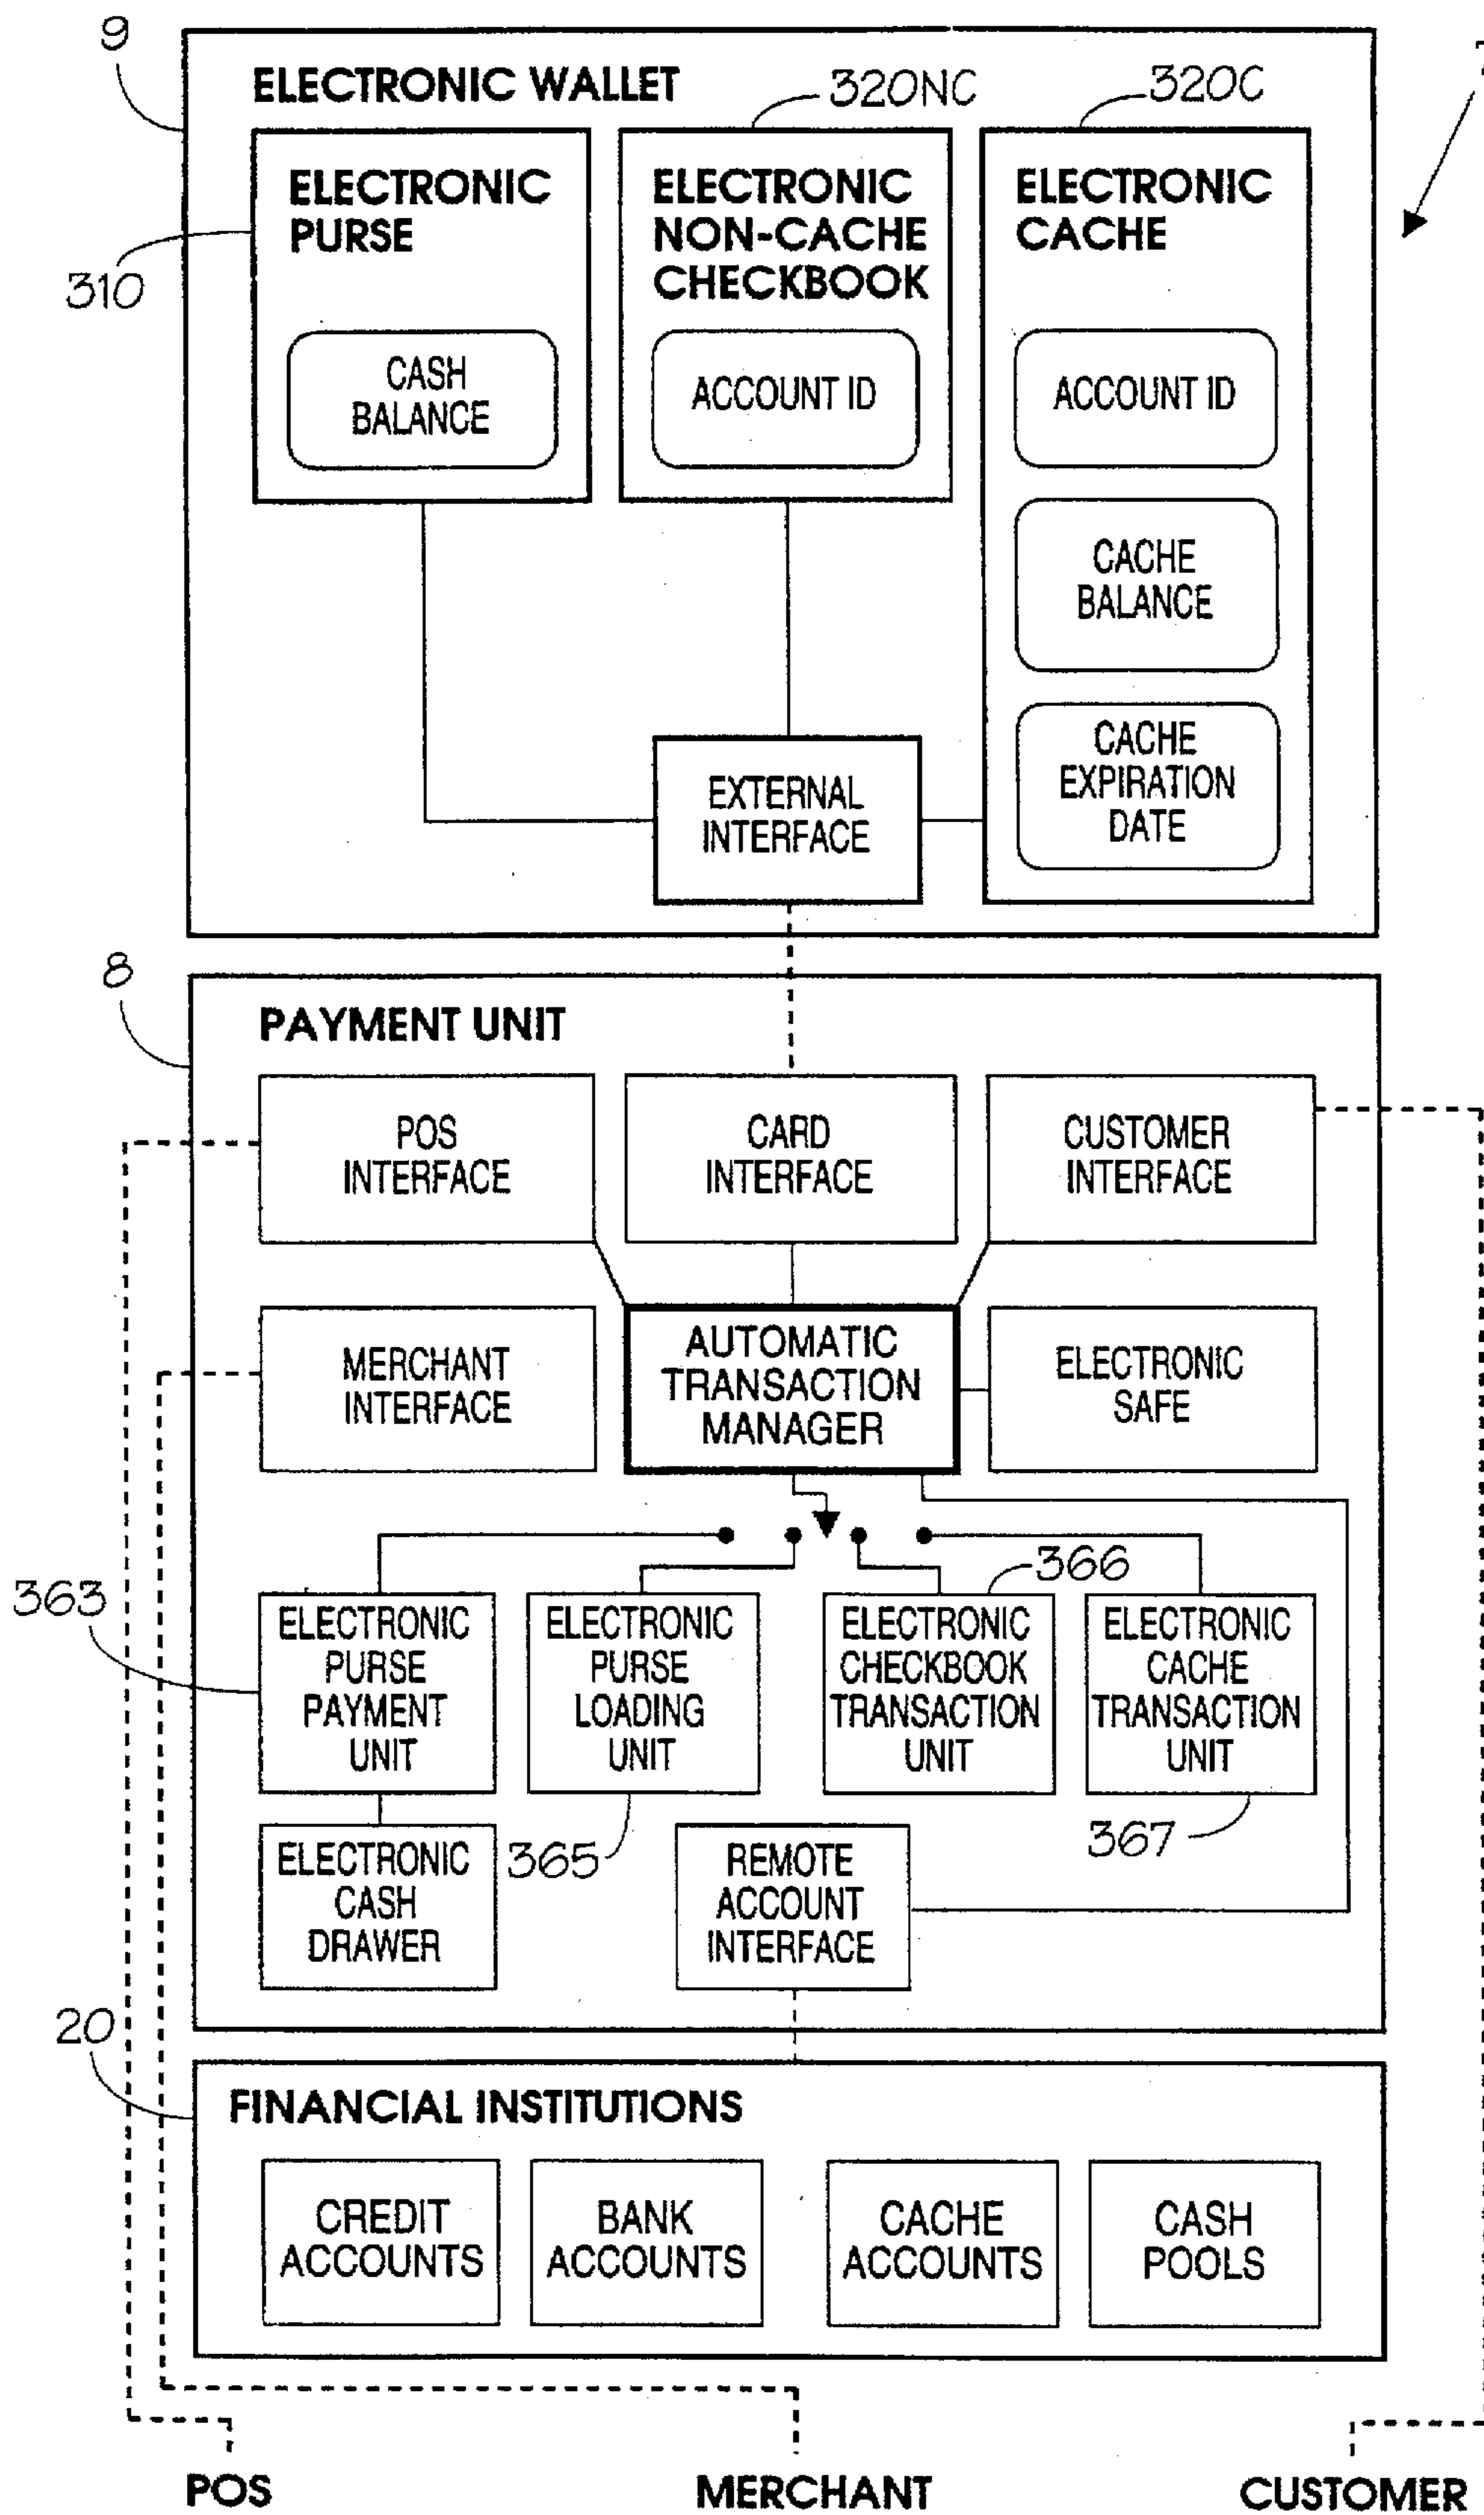 9
ELECTRONIC WALLET
320NC
320C
ELECTRONIC
PURSE
310
CASH
BALANCE
ELECTRONIC
NON-CACHE
CHECKBOOK
ACCOUNT ID
ELECTRONIC
CACHE
ACCOUNT ID
CACHE
BALANCE
CACHE
EXPIRATION
DATE
EXTERNAL
INTERFACE
8
PAYMENT UNIT
POS
INTERFACE
CARD
INTERFACE
CUSTOMER
INTERFACE
MERCHANT
INTERFACE
AUTOMATIC
TRANSACTION
MANAGER
ELECTRONIC
SAFE
363
366
ELECTRONIC
PURSE
PAYMENT
UNIT
ELECTRONIC
PURSE
LOADING
UNIT
ELECTRONIC
CHECKBOOK
TRANSACTION
UNIT
ELECTRONIC
CACHE
TRANSACTION
UNIT
365
367
ELECTRONIC
CASH
DRAWER
REMOTE
ACCOUNT
INTERFACE
20
FINANCIAL INSTITUTIONS
CREDIT
ACCOUNTS
BANK
ACCOUNTS
CACHE
ACCOUNTS
CASH
POOLS
POS
MERCHANT
CUSTOMER